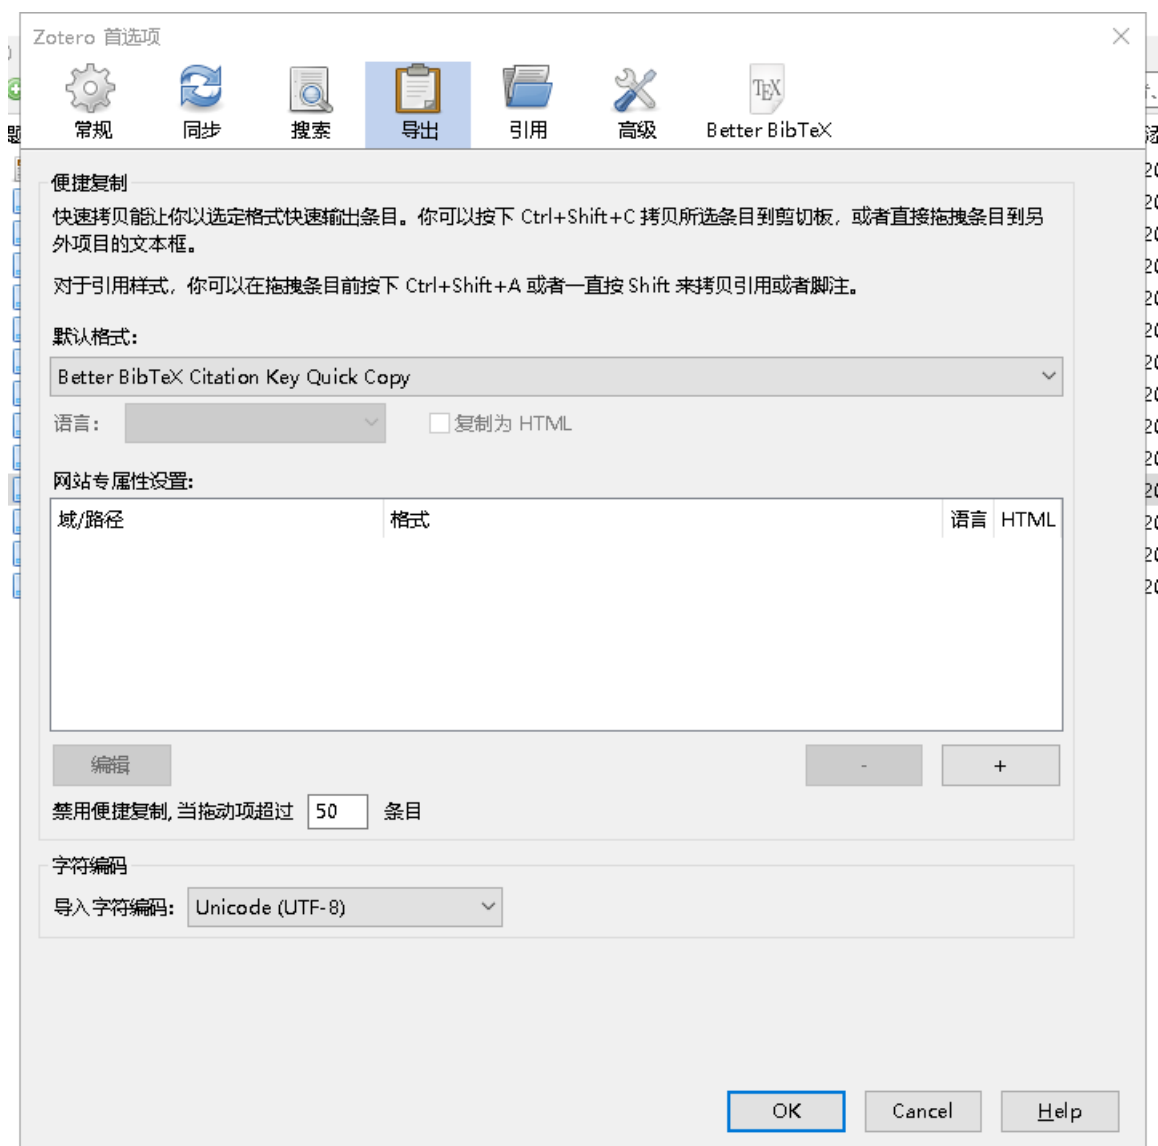 Zotero 首选项
常规 同步 搜索 导出 引用 高级 Better BibTeX
便捷复制
快速拷贝能让你以选定格式快速输出条目。你可以按下 Ctrl+Shift+C 拷贝所选条目到剪切板，或者直接拖拽条目到另
外项目的文本框。
对于引用样式，你可以在拖拽条目前按下 Ctrl+Shift+A 或者一直按 Shift 来拷贝引用或者脚注。
默认格式:
Better BibTeX Citation Key Quick Copy
语言: 复制为 HTML
网站专属性设置:
域/路径 格式 语言 HTML
编辑 - +
禁用便捷复制, 当拖动项超过 50 条目
字符编码
导入字符编码: Unicode (UTF-8)
OK Cancel Help